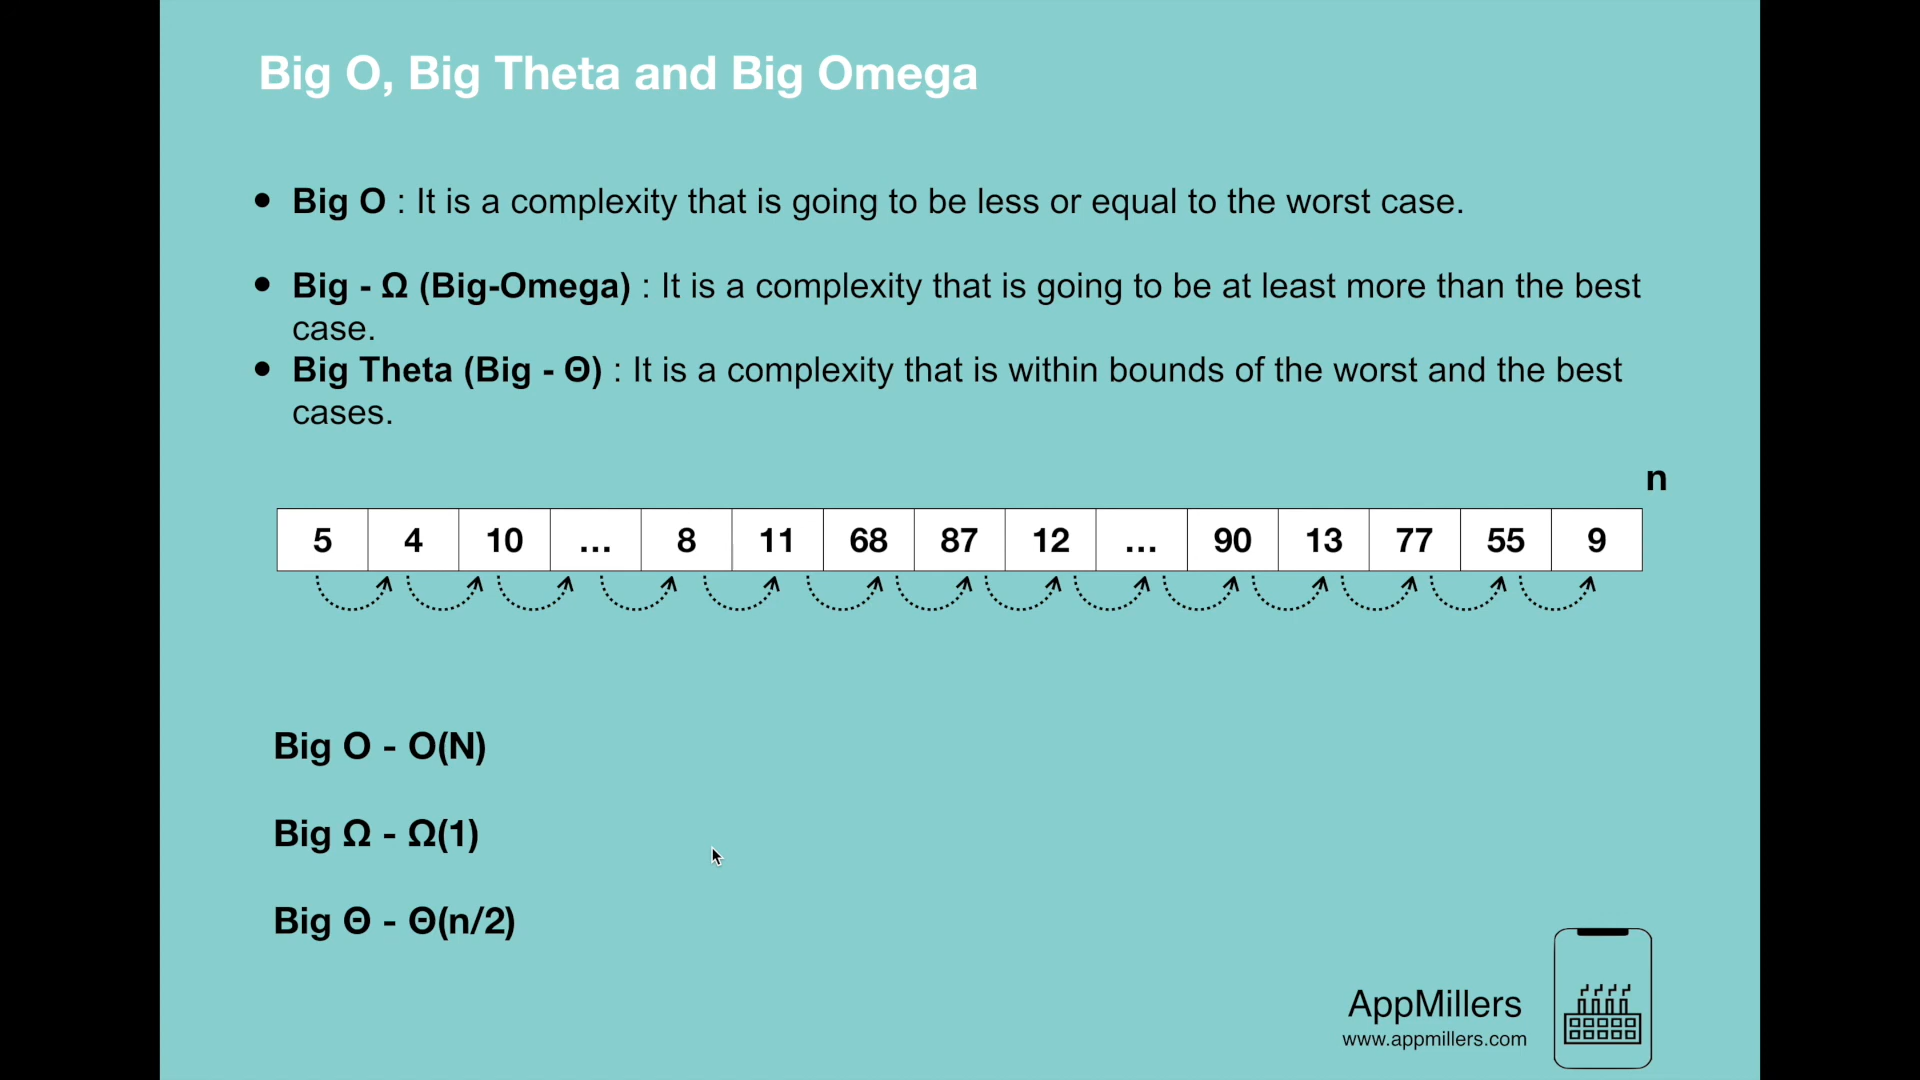 Big O, Big Theta and Big Omega
• Big O : It is a complexity that is going to be less or equal to the worst case.
• Big - Ω (Big-Omega) : It is a complexity that is going to be at least more than the best
case.
• Big Theta (Big - Θ) : It is a complexity that is within bounds of the worst and the best
cases.
n
5 4 10 ... 8 11 68 87 12 ... 90 13 77 55 9
Big O - O(N)
Big Ω - Ω(1)
Big Θ - Θ(n/2)
AppMillers
www.appmillers.com